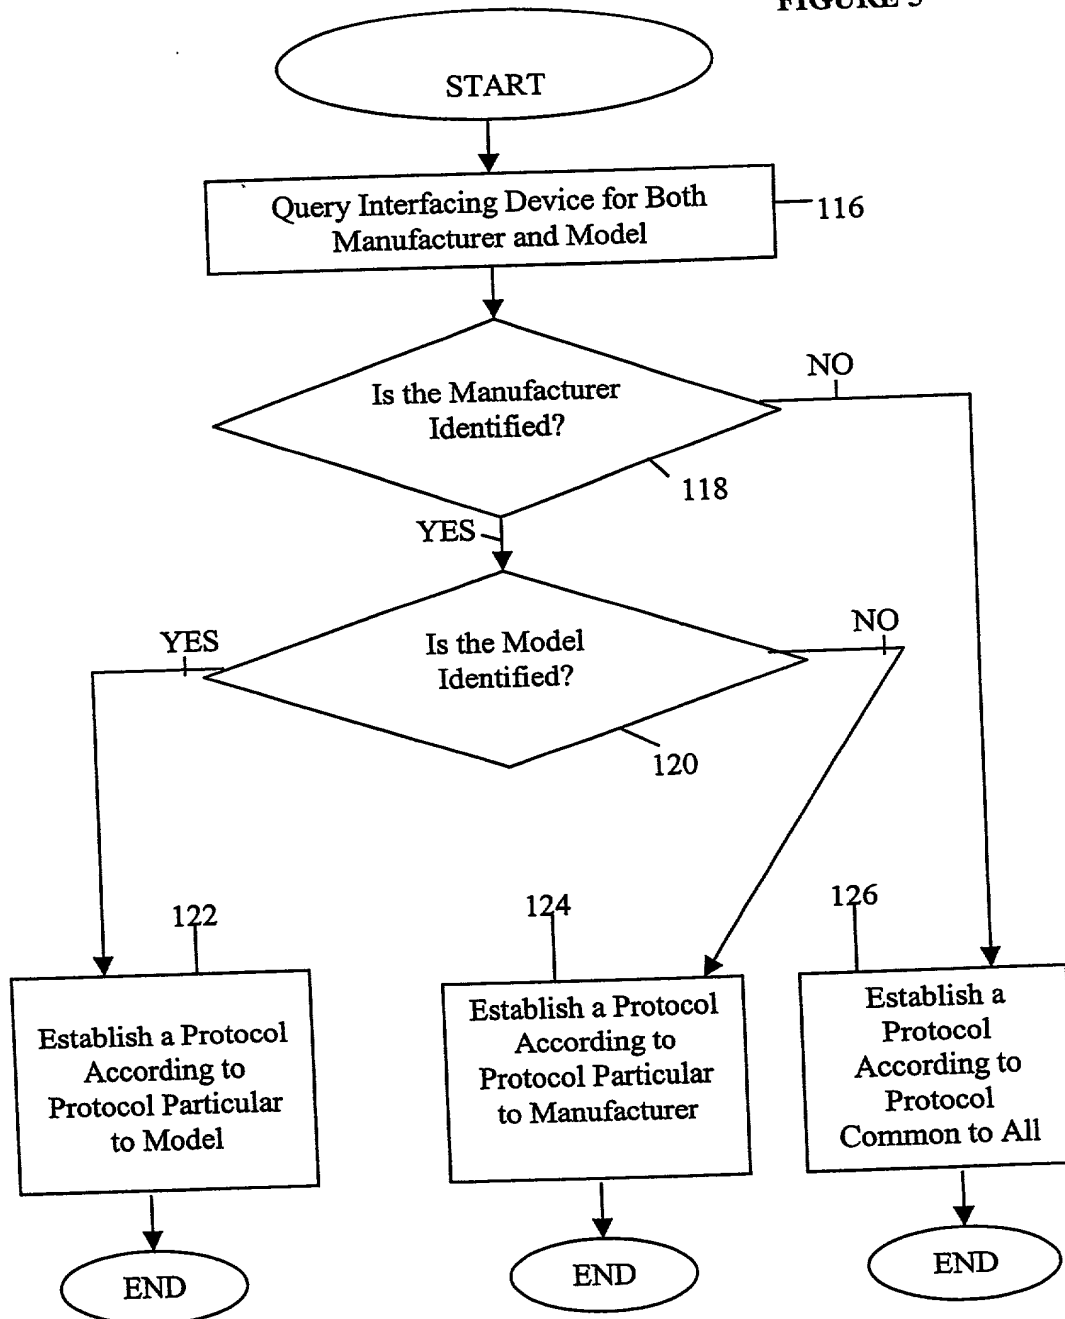 START
Query Interfacing Device for Both
Manufacturer and Model
116
NO
Is the Manufacturer
Identified?
118
YES
NO
YES
Is the Model
Identified?
120
122
124
126
Establish a Protocol
According to
Protocol Particular
to Model
Establish a Protocol
According to
Protocol Particular
to Manufacturer
Establish a
Protocol
According to
Protocol
Common to All
END
END
END